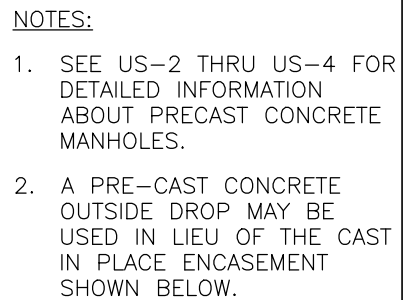 NOTES:
1. SEE US-2 THRU US-4 FOR
DETAILED INFORMATION
ABOUT PRECAST CONCRETE
MANHOLES.
2. A PRE-CAST CONCRETE
OUTSIDE DROP MAY BE
USED IN LIEU OF THE CAST
IN PLACE ENCASEMENT
SHOWN BELOW.